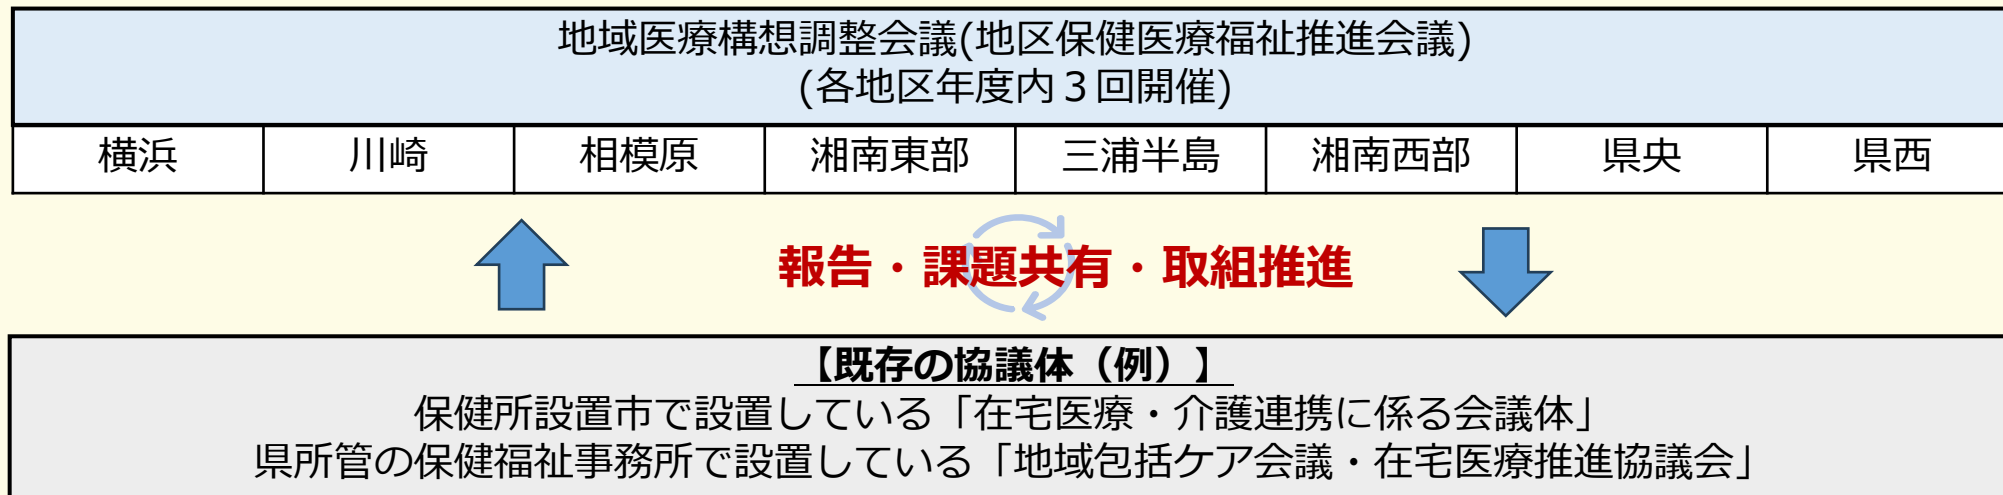 地域医療構想調整会議(地区保健医療福祉推進会議)
(各地区年度内３回開催)
横浜
川崎
相模原
湘南東部
三浦半島
湘南西部
県央
県西
報告・課題共有・取組推進
【既存の協議体（例）】
保健所設置市で設置している「在宅医療・介護連携に係る会議体」
県所管の保健福祉事務所で設置している「地域包括ケア会議・在宅医療推進協議会」